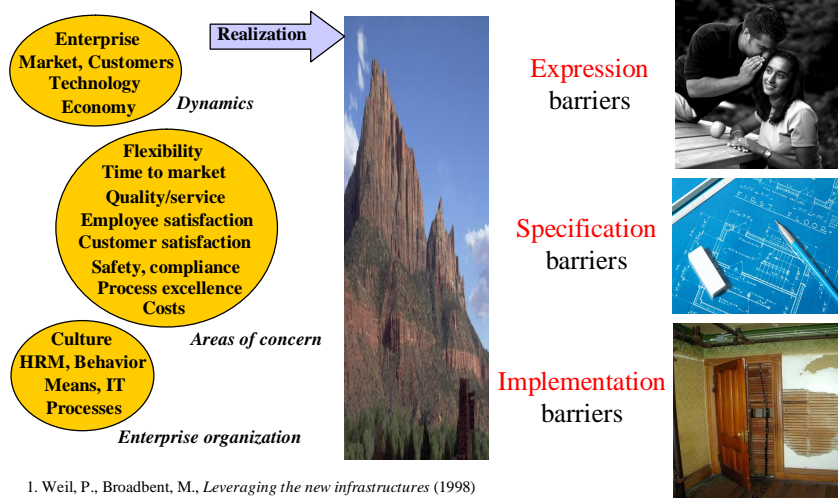 Enterprise
Market, Customers
Technology
Economy
Dynamics
Realization
Flexibility
Time to market
Quality/service
Employee satisfaction
Customer satisfaction
Safety, compliance
Process excellence
Costs
Areas of concern
Culture
HRM, Behavior
Means, IT
Processes
Enterprise organization
Expression
barriers
Specification
barriers
FIRST FLOOR
Implementation
barriers
1. Weil, P., Broadbent, M., Leveraging the new infrastructures (1998)